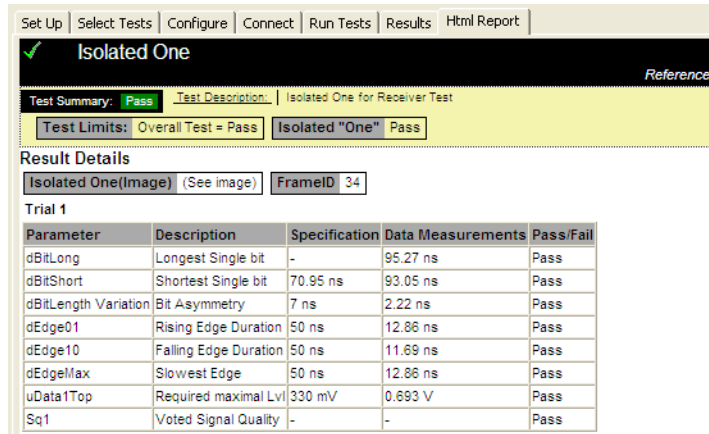 Set Up Select Tests Configure Connect Run Tests Results Html Report
Isolated One
Reference
Test Summary: Pass Test Description: Isolated One for Receiver Test
Test Limits: Overall Test = Pass Isolated "One" Pass
Result Details
Isolated One(Image) (See image) FrameID 34
Trial 1
Parameter Description Specification Data Measurements Pass/Fail
dBitLong Longest Single bit - 95.27 ns Pass
dBitShort Shortest Single bit 70.95 ns 93.05 ns Pass
dBitLength Variation Bit Asymmetry 7 ns 2.22 ns Pass
dEdge01 Rising Edge Duration 50 ns 12.86 ns Pass
dEdge10 Falling Edge Duration 50 ns 11.69 ns Pass
dEdgeMax Slowest Edge 50 ns 12.86 ns Pass
uData1Top Required maximal Lvl 330 mV 0.693 V Pass
Sq1 Voted Signal Quality - - Pass